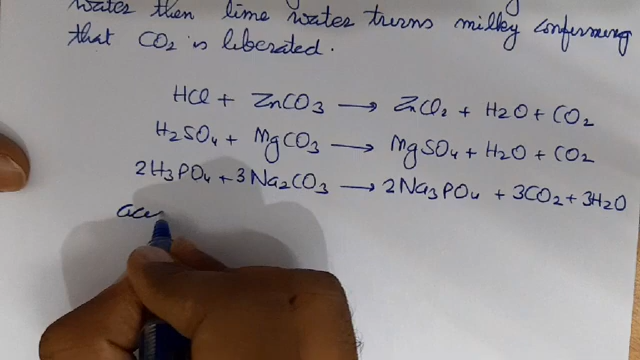 water then lime water turns milky confirming
that CO2 is liberated.
HCl + ZnCO3 → ZnCl2 + H2O + CO2
H2SO4 + MgCO3 → MgSO4 + H2O + CO2
2H3PO4 + 3Na2CO3 → 2Na3PO4 + 3CO2 + 3H2O